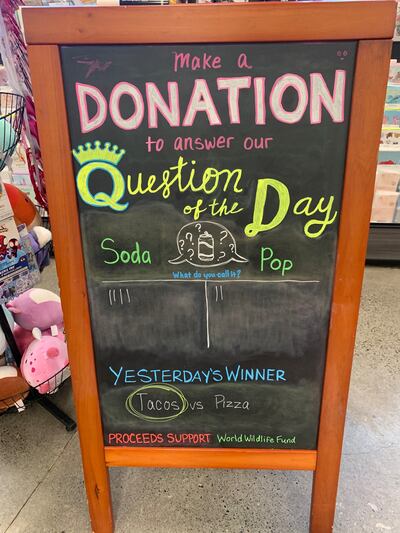 Make a
DONATION
to answer our
Question
of the Day
? ? ? ?
Soda Pop
What do you call it?
YESTERDAY'S WINNER
Tacos vs Pizza
PROCEEDS SUPPORT World Wildlife Fund